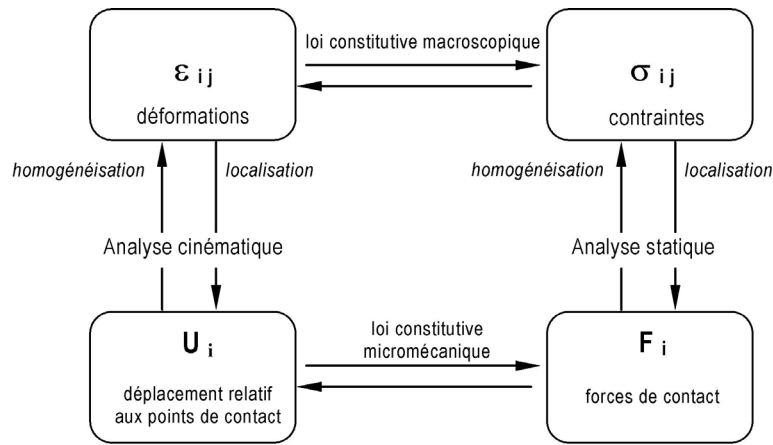 loi constitutive macroscopique
ε i j
σ i j
déformations
contraintes
homogénéisation
localisation
homogénéisation
localisation
Analyse cinématique
Analyse statique
U i
loi constitutive
micromécanique
F i
déplacement relatif
aux points de contact
forces de contact